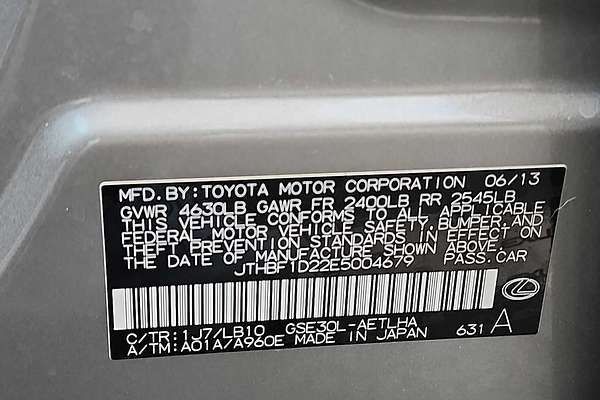 MFD. BY: TOYOTA MOTOR CORPORATION 06/13
GVWR 4630LB GAWR FR 2400LB RR 2545LB
THIS VEHICLE CONFORMS TO ALL APPLICABLE
FEDERAL MOTOR VEHICLE SAFETY, BUMPER, AND
THEFT PREVENTION STANDARDS IN EFFECT ON
THE DATE OF MANUFACTURE SHOWN ABOVE.
JTHBF1D22E5004679 PASS. CAR
C/TR: 1J7/LB10 GSE30L-AETLHA
A/TM: A01A/A960E MADE IN JAPAN 631 A